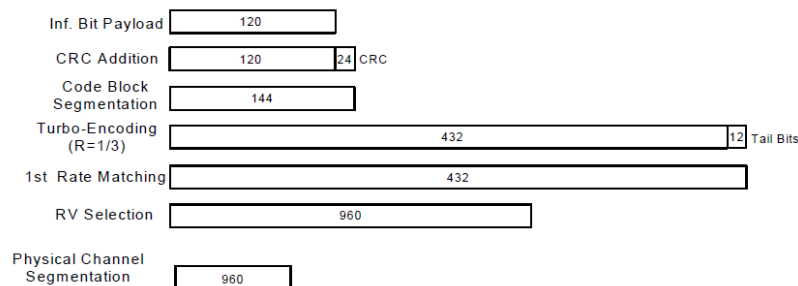 Inf. Bit Payload 120
CRC Addition 120 24 CRC
Code Block
Segmentation 144
Turbo-Encoding
(R=1/3) 432 12 Tail Bits
1st Rate Matching 432
RV Selection 960
Physical Channel
Segmentation 960